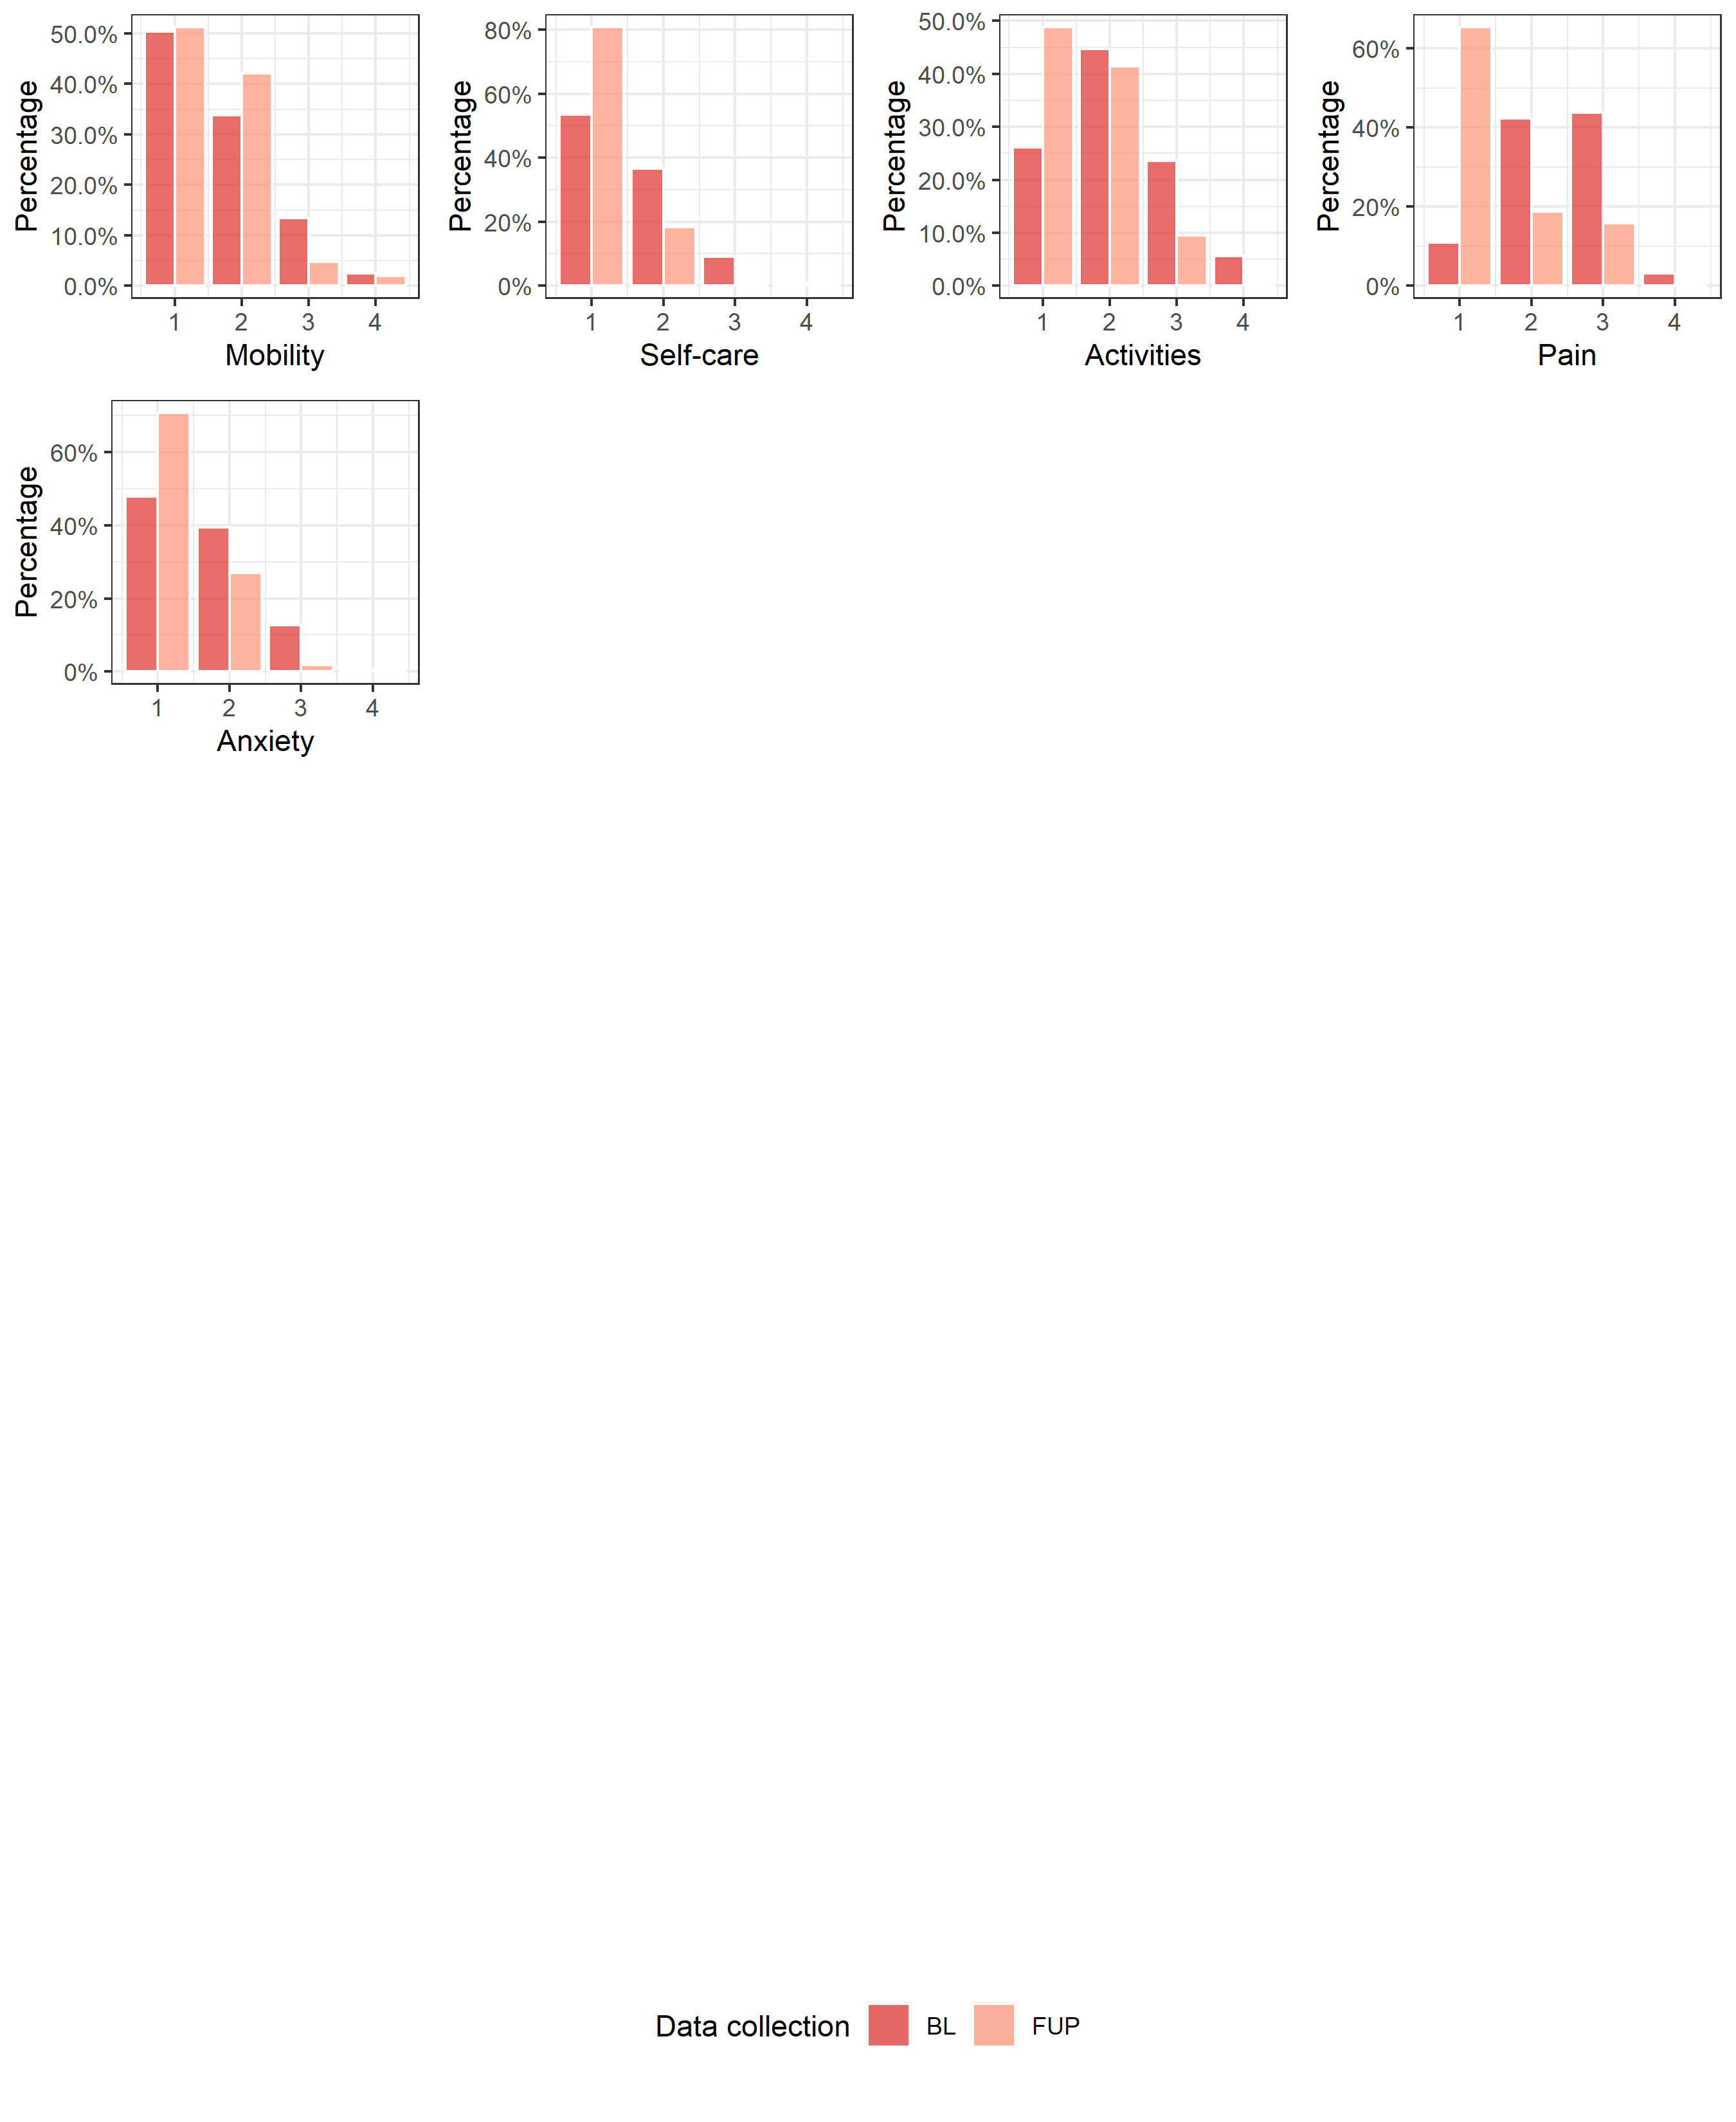 Percentage
50.0%
40.0%
30.0%
20.0%
10.0%
0.0%
1 2 3 4
Mobility
Percentage
80%
60%
40%
20%
0%
1 2 3 4
Self-care
Percentage
50.0%
40.0%
30.0%
20.0%
10.0%
0.0%
1 2 3 4
Activities
Percentage
60%
40%
20%
0%
1 2 3 4
Pain
Percentage
60%
40%
20%
0%
1 2 3 4
Anxiety
Data collection BL FUP